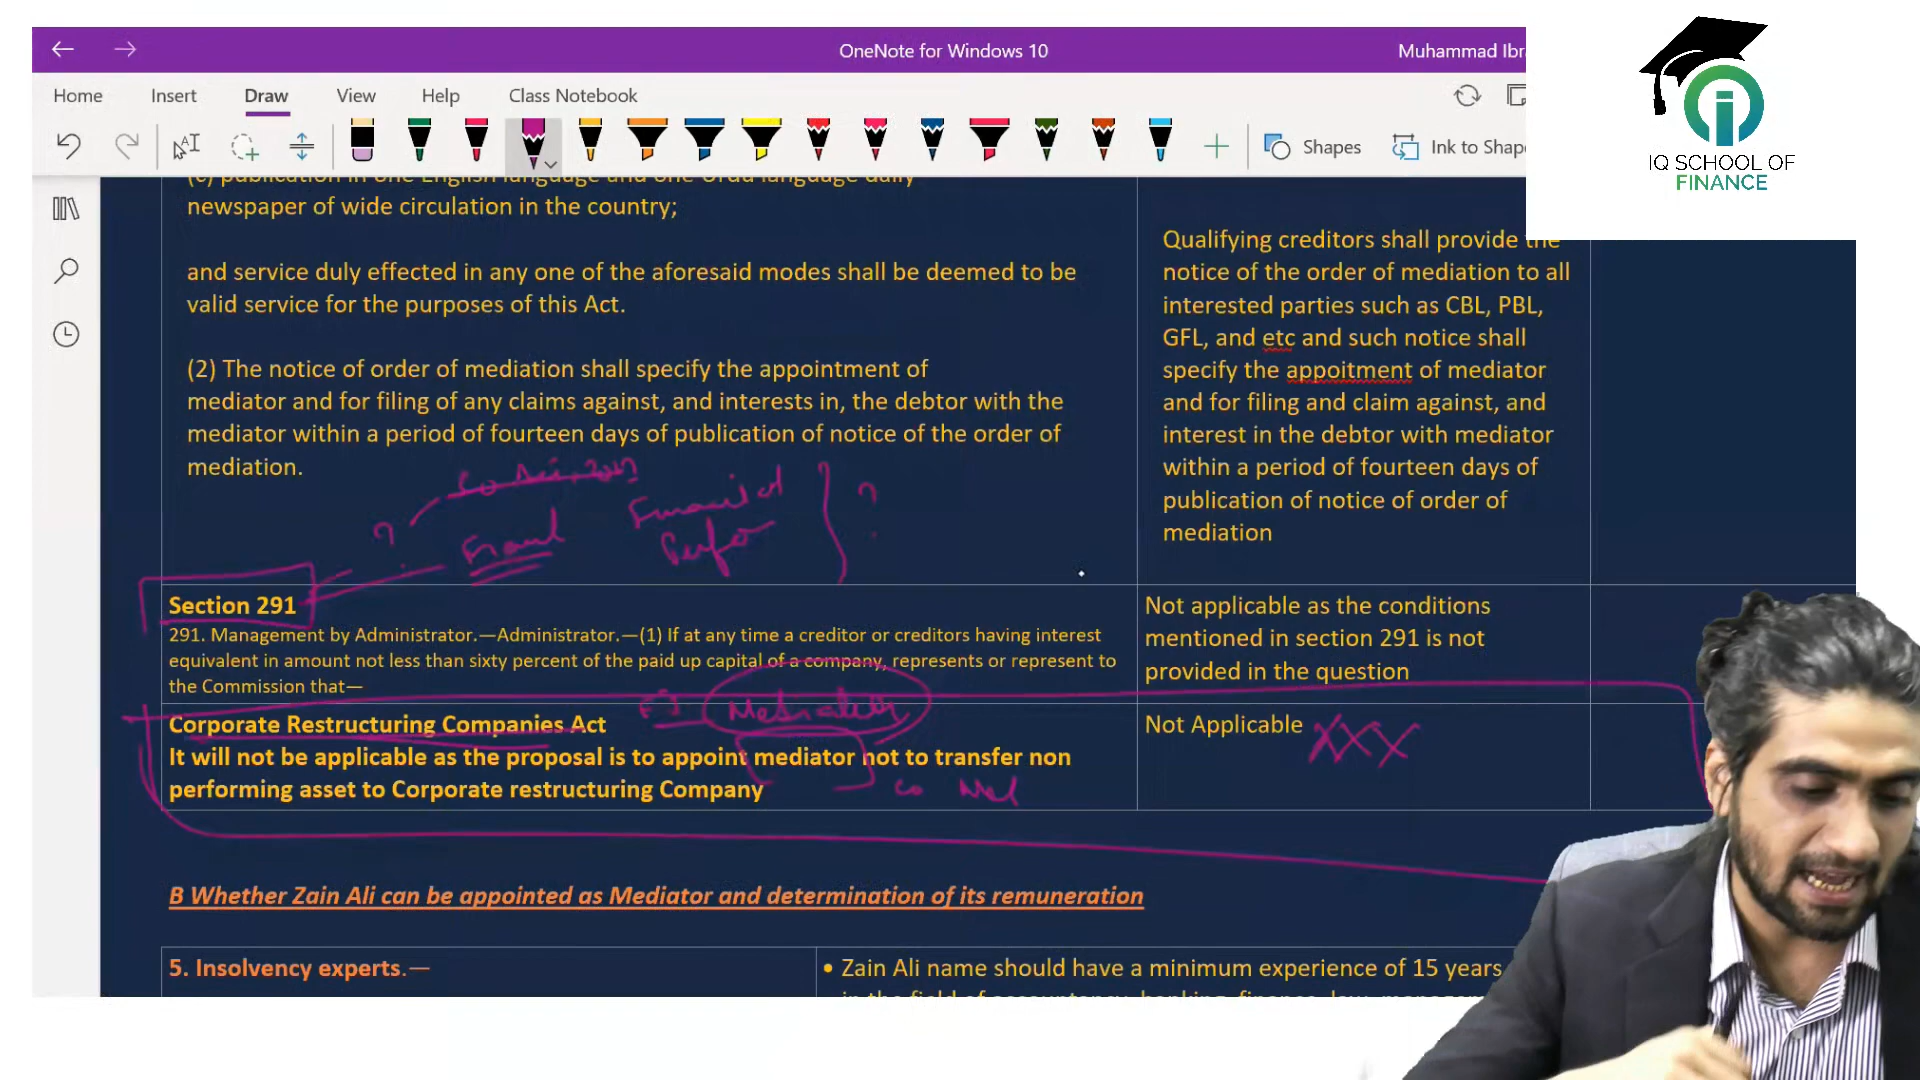 OneNote for Windows 10
Muhammad Ibr
Home
Insert
Draw
View
Help
Class Notebook
Shapes
Ink to Shap
IQ SCHOOL OF
FINANCE
(c) publication in one English language and one Urdu language daily
newspaper of wide circulation in the country;
and service duly effected in any one of the aforesaid modes shall be deemed to be
valid service for the purposes of this Act.
(2) The notice of order of mediation shall specify the appointment of
mediator and for filing of any claims against, and interests in, the debtor with the
mediator within a period of fourteen days of publication of notice of the order of
mediation.
Qualifying creditors shall provide the
notice of the order of mediation to all
interested parties such as CBL, PBL,
GFL, and etc and such notice shall
specify the appoitment of mediator
and for filing and claim against, and
interest in the debtor with mediator
within a period of fourteen days of
publication of notice of order of
mediation
?
Fraud
Financial
?
Section 291
291. Management by Administrator.—Administrator.—(1) If at any time a creditor or creditors having interest
equivalent in amount not less than sixty percent of the paid up capital of a company, represents or represent to
the Commission that—
Not applicable as the conditions
mentioned in section 291 is not
provided in the question
Corporate Restructuring Companies Act
It will not be applicable as the proposal is to appoint mediator not to transfer non
performing asset to Corporate restructuring Company
Not Applicable XXX
B Whether Zain Ali can be appointed as Mediator and determination of its remuneration
5. Insolvency experts.—
• Zain Ali name should have a minimum experience of 15 years